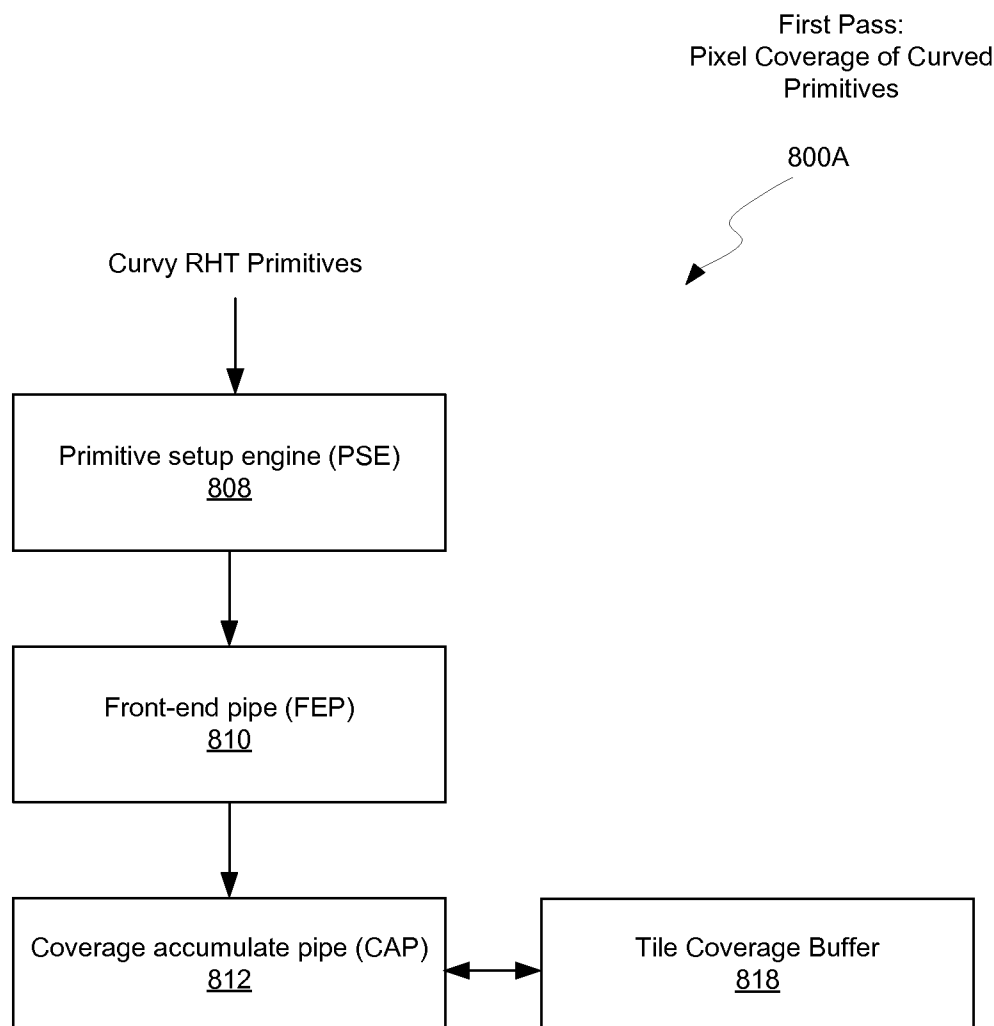 First Pass:
Pixel Coverage of Curved
Primitives
800A
Curvy RHT Primitives
Primitive setup engine (PSE)
808
Front-end pipe (FEP)
810
Coverage accumulate pipe (CAP)
812
Tile Coverage Buffer
818